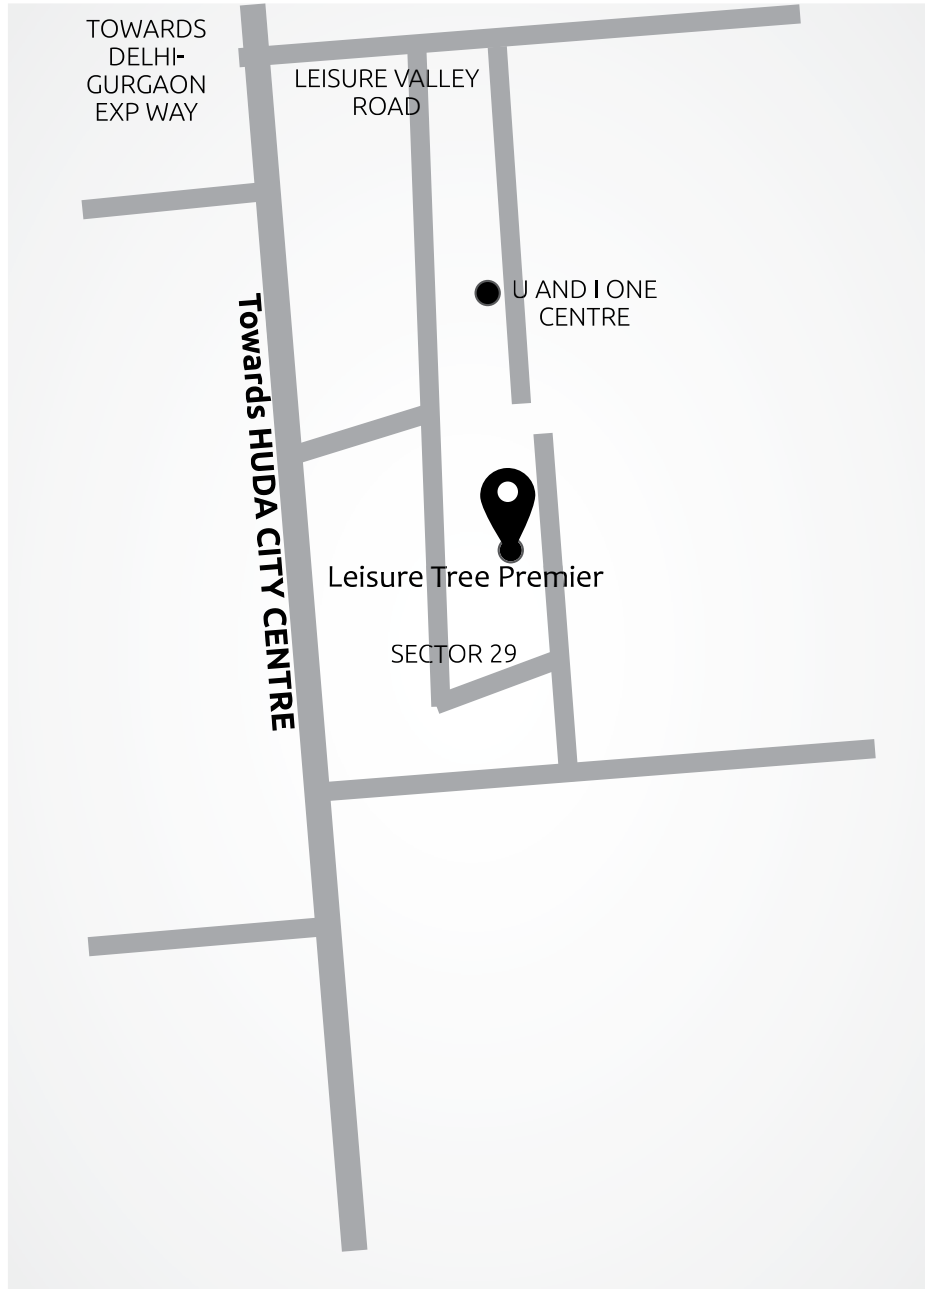 TOWARDS
DELHI-
GURGAON
EXP WAY
LEISURE VALLEY
ROAD
U AND I ONE
CENTRE
Towards HUDA CITY CENTRE
Leisure Tree Premier
SECTOR 29